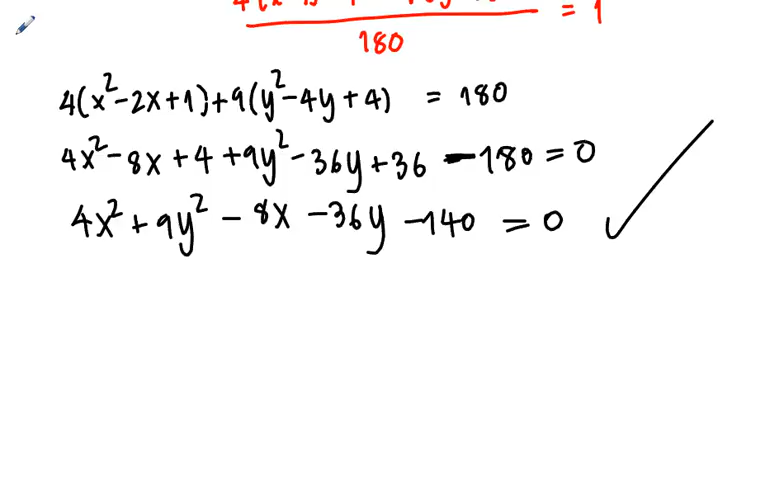 = 1
180
4(x²-2x+1)+9(y²-4y+4) = 180
4x²-8x+4+9y²-36y+36-180=0
4x²+9y²-8x-36y-140=0